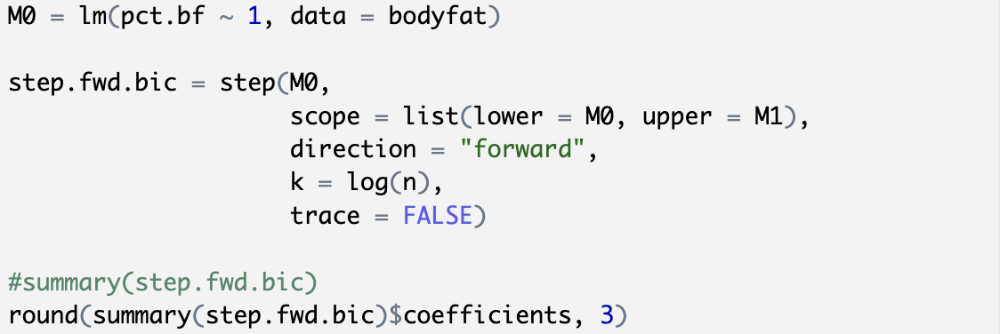 M0 = lm(pct.bf ~ 1, data = bodyfat)
step.fwd.bic = step(M0,
scope = list(lower = M0, upper = M1),
direction = "forward",
k = log(n),
trace = FALSE)
#summary(step.fwd.bic)
round(summary(step.fwd.bic)$coefficients, 3)